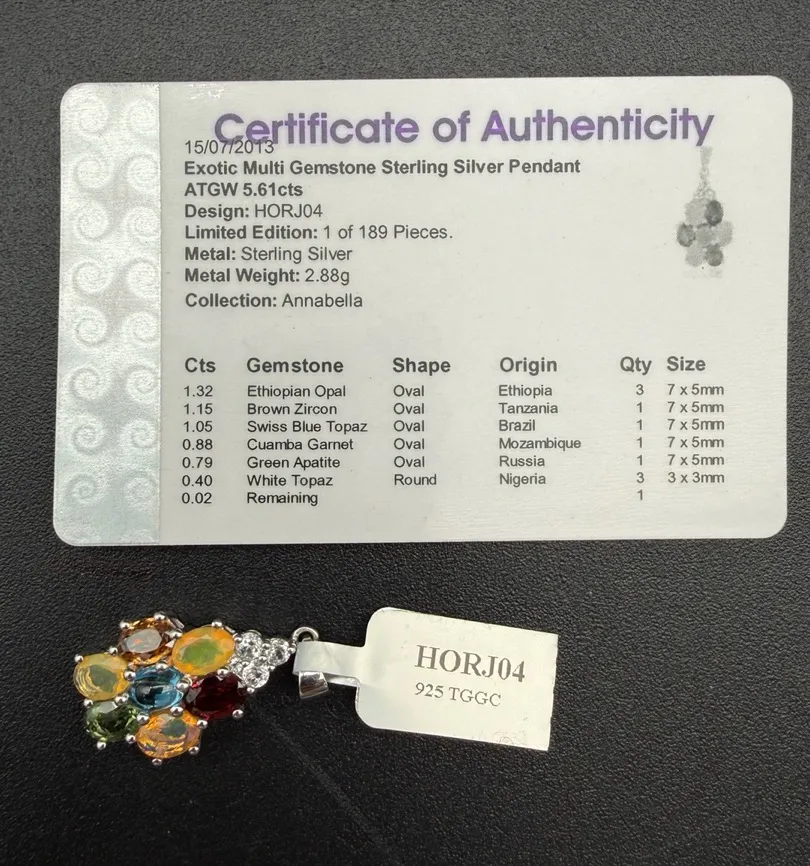 Certificate of Authenticity
15/07/2013
Exotic Multi Gemstone Sterling Silver Pendant
ATGW 5.61cts
Design: HORJ04
Limited Edition: 1 of 189 Pieces.
Metal: Sterling Silver
Metal Weight: 2.88g
Collection: Annabella
Cts Gemstone Shape Origin Qty Size
1.32 Ethiopian Opal Oval Ethiopia 3 7 x 5mm
1.15 Brown Zircon Oval Tanzania 1 7 x 5mm
1.05 Swiss Blue Topaz Oval Brazil 1 7 x 5mm
0.88 Cuamba Garnet Oval Mozambique 1 7 x 5mm
0.79 Green Apatite Oval Russia 1 7 x 5mm
0.40 White Topaz Round Nigeria 3 3 x 3mm
0.02 Remaining 1
HORJ04
925 TGGC